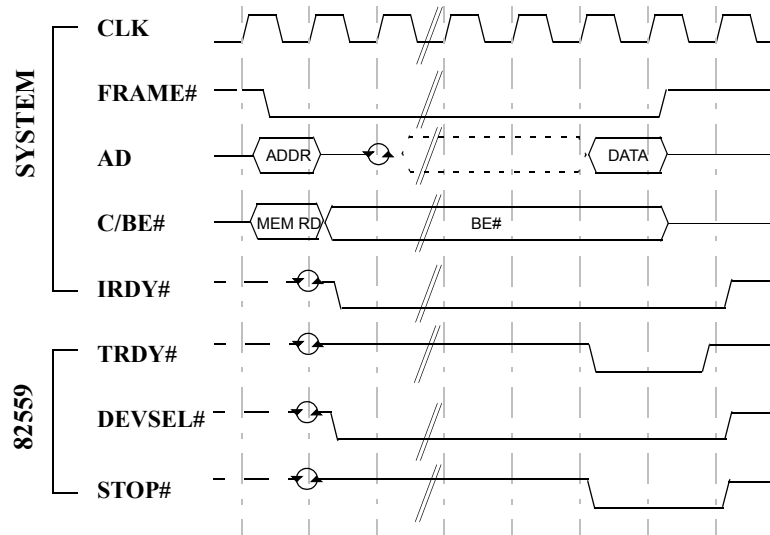 SYSTEM
CLK
FRAME#
AD
ADDR
DATA
C/BE#
MEM RD
BE#
IRDY#
82559
TRDY#
DEVSEL#
STOP#